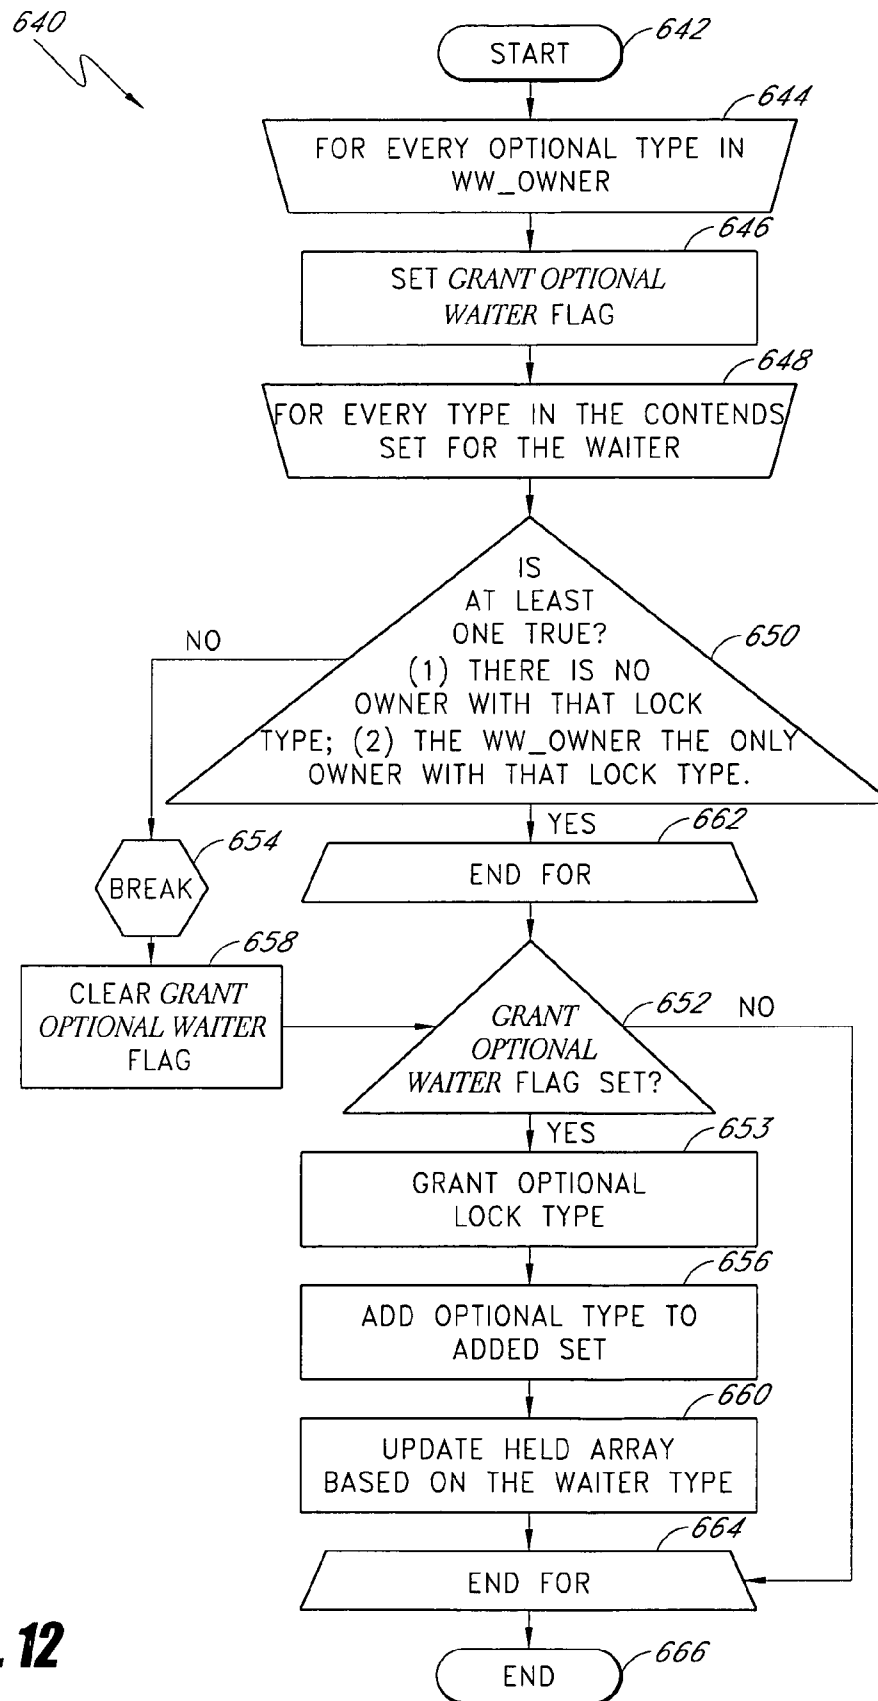 640
START
642
644
FOR EVERY OPTIONAL TYPE IN
WW_OWNER
646
SET GRANT OPTIONAL
WAITER FLAG
648
FOR EVERY TYPE IN THE CONTENDS
SET FOR THE WAITER
IS
AT LEAST
ONE TRUE?
(1) THERE IS NO
OWNER WITH THAT LOCK
TYPE; (2) THE WW_OWNER THE ONLY
OWNER WITH THAT LOCK TYPE.
650
NO
YES
662
END FOR
654
BREAK
658
CLEAR GRANT
OPTIONAL WAITER
FLAG
652
GRANT
OPTIONAL
WAITER FLAG SET?
NO
YES
653
GRANT OPTIONAL
LOCK TYPE
656
ADD OPTIONAL TYPE TO
ADDED SET
660
UPDATE HELD ARRAY
BASED ON THE WAITER TYPE
664
END FOR
666
END
. 12